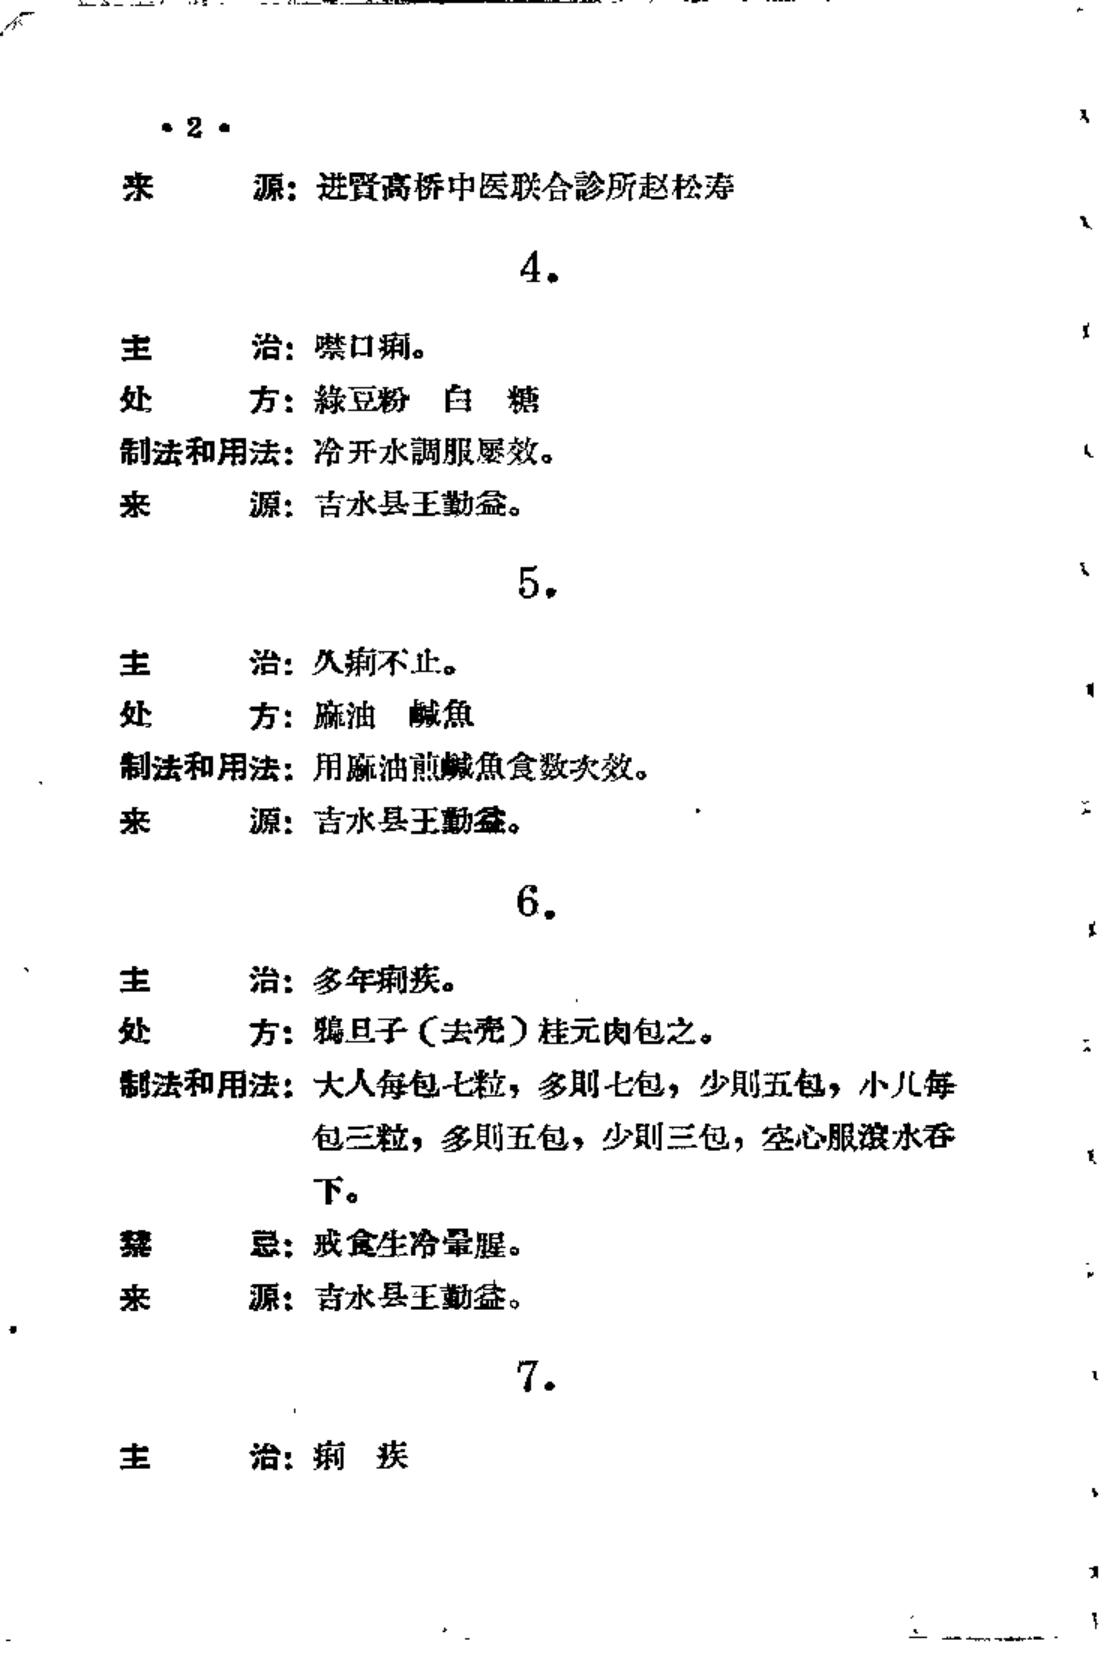 • 2 •
来　　源：进賢高桥中医联合診所赵松寿
4.
主　　治：噤口痢。
处　　方：綠豆粉　白　糖
制法和用法：冷开水調服屡效。
来　　源：吉水县王勤益。
5.
主　　治：久痢不止。
处　　方：麻油　鹹魚
制法和用法：用麻油煎鹹魚食数次效。
来　　源：吉水县王勤益。
6.
主　　治：多年痢疾。
处　　方：鴉旦子（去壳）桂元肉包之。
制法和用法：大人每包七粒，多則七包，少則五包，小儿每
包三粒，多則五包，少則三包，空心服滾水吞
下。
禁　　忌：戒食生冷葷腥。
来　　源：吉水县王勤益。
7.
主　　治：痢　疾